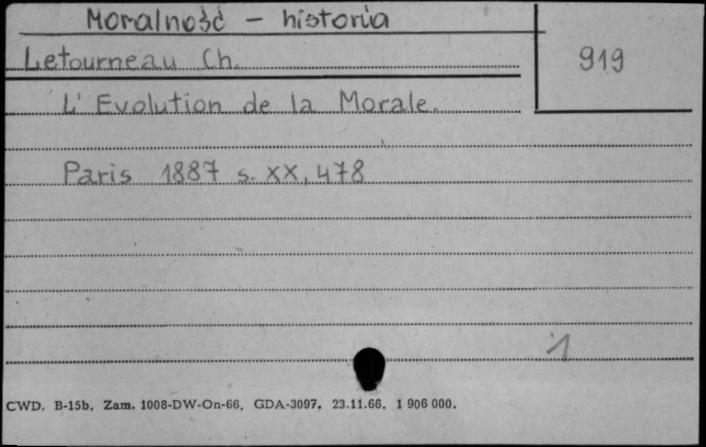 Moralność - historia
Letourneau Ch.
919
L' Evolution de la Morale.
Paris 1887 s. XX, 478
1
CWD. B-15b. Zam. 1008-DW-On-66. GDA-3097. 23.11.66. 1 906 000.